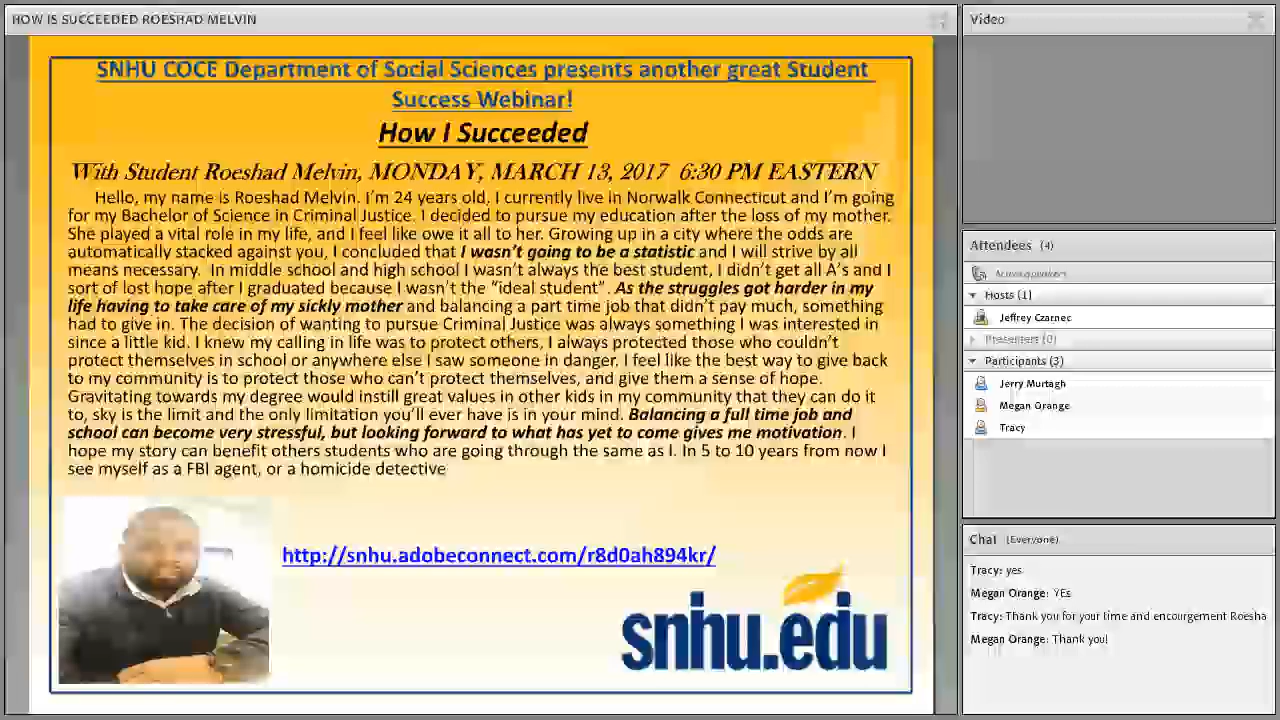 HOW IS SUCCEEDED ROESHAD MELVIN
SNHU COCE Department of Social Sciences presents another great Student
Success Webinar!
How I Succeeded
With Student Roeshad Melvin, MONDAY, MARCH 13, 2017 6:30 PM EASTERN
Hello, my name is Roeshad Melvin. I'm 24 years old, I currently live in Norwalk Connecticut and I'm going
for my Bachelor of Science in Criminal Justice. I decided to pursue my education after the loss of my mother.
She played a vital role in my life, and I feel like owe it all to her. Growing up in a city where the odds are
automatically stacked against you, I concluded that I wasn't going to be a statistic and I will strive by all
means necessary. In middle school and high school I wasn't always the best student, I didn't get all A's and I
sort of lost hope after I graduated because I wasn't the "ideal student". As the struggles got harder in my
life having to take care of my sickly mother and balancing a part time job that didn't pay much, something
had to give in. The decision of wanting to pursue Criminal Justice was always something I was interested in
since a little kid. I knew my calling in life was to protect others, I always protected those who couldn't
protect themselves in school or anywhere else I saw someone in danger, I feel like the best way to give back
to my community is to protect those who can't protect themselves, and give them a sense of hope.
Gravitating towards my degree would instill great values in other kids in my community that they can do it
to, sky is the limit and the only limitation you'll ever have is in your mind. Balancing a full time job and
school can become very stressful, but looking forward to what has yet to come gives me motivation. I
hope my story can benefit others students who are going through the same as I. In 5 to 10 years from now I
see myself as a FBI agent, or a homicide detective
http://snhu.adobeconnect.com/r8d0ah894kr/
snhu.edu
Video
Attendees (4)
Active Speakers
Hosts (1)
Jeffrey Czarnec
Presenters (0)
Participants (3)
Jerry Murtagh
Megan Orange
Tracy
Chat (Everyone)
Tracy: yes
Megan Orange: YEs
Tracy: Thank you for your time and encourgement Roesha
Megan Orange: Thank you!